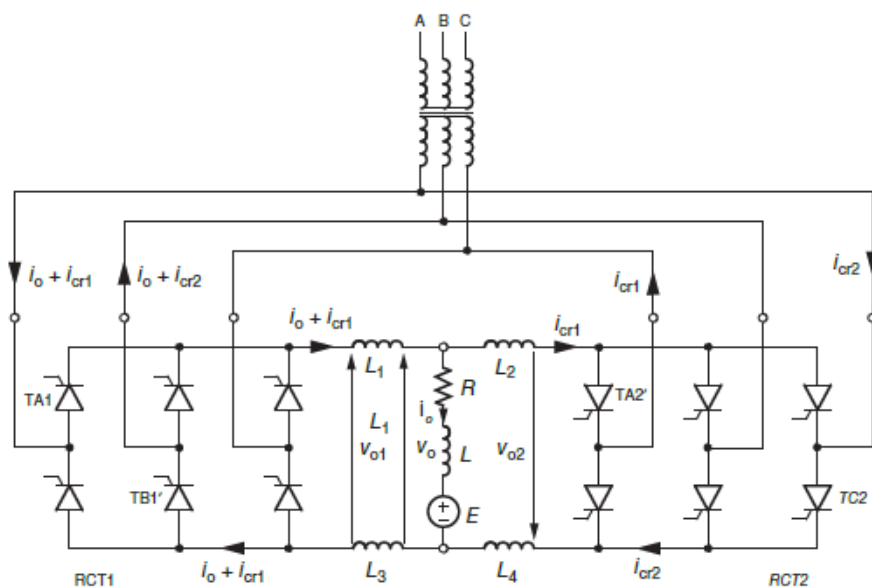 A B C
i_o + i_cr1
i_o + i_cr2
i_cr1
i_cr2
i_o + i_cr1
i_cr1
L_1
L_2
R
TA1
TA2'
i_o
L_1
v_o1
v_o
L
v_o2
TB1'
E
TC2
RCT1
i_o + i_cr1
L_3
L_4
i_cr2
RCT2